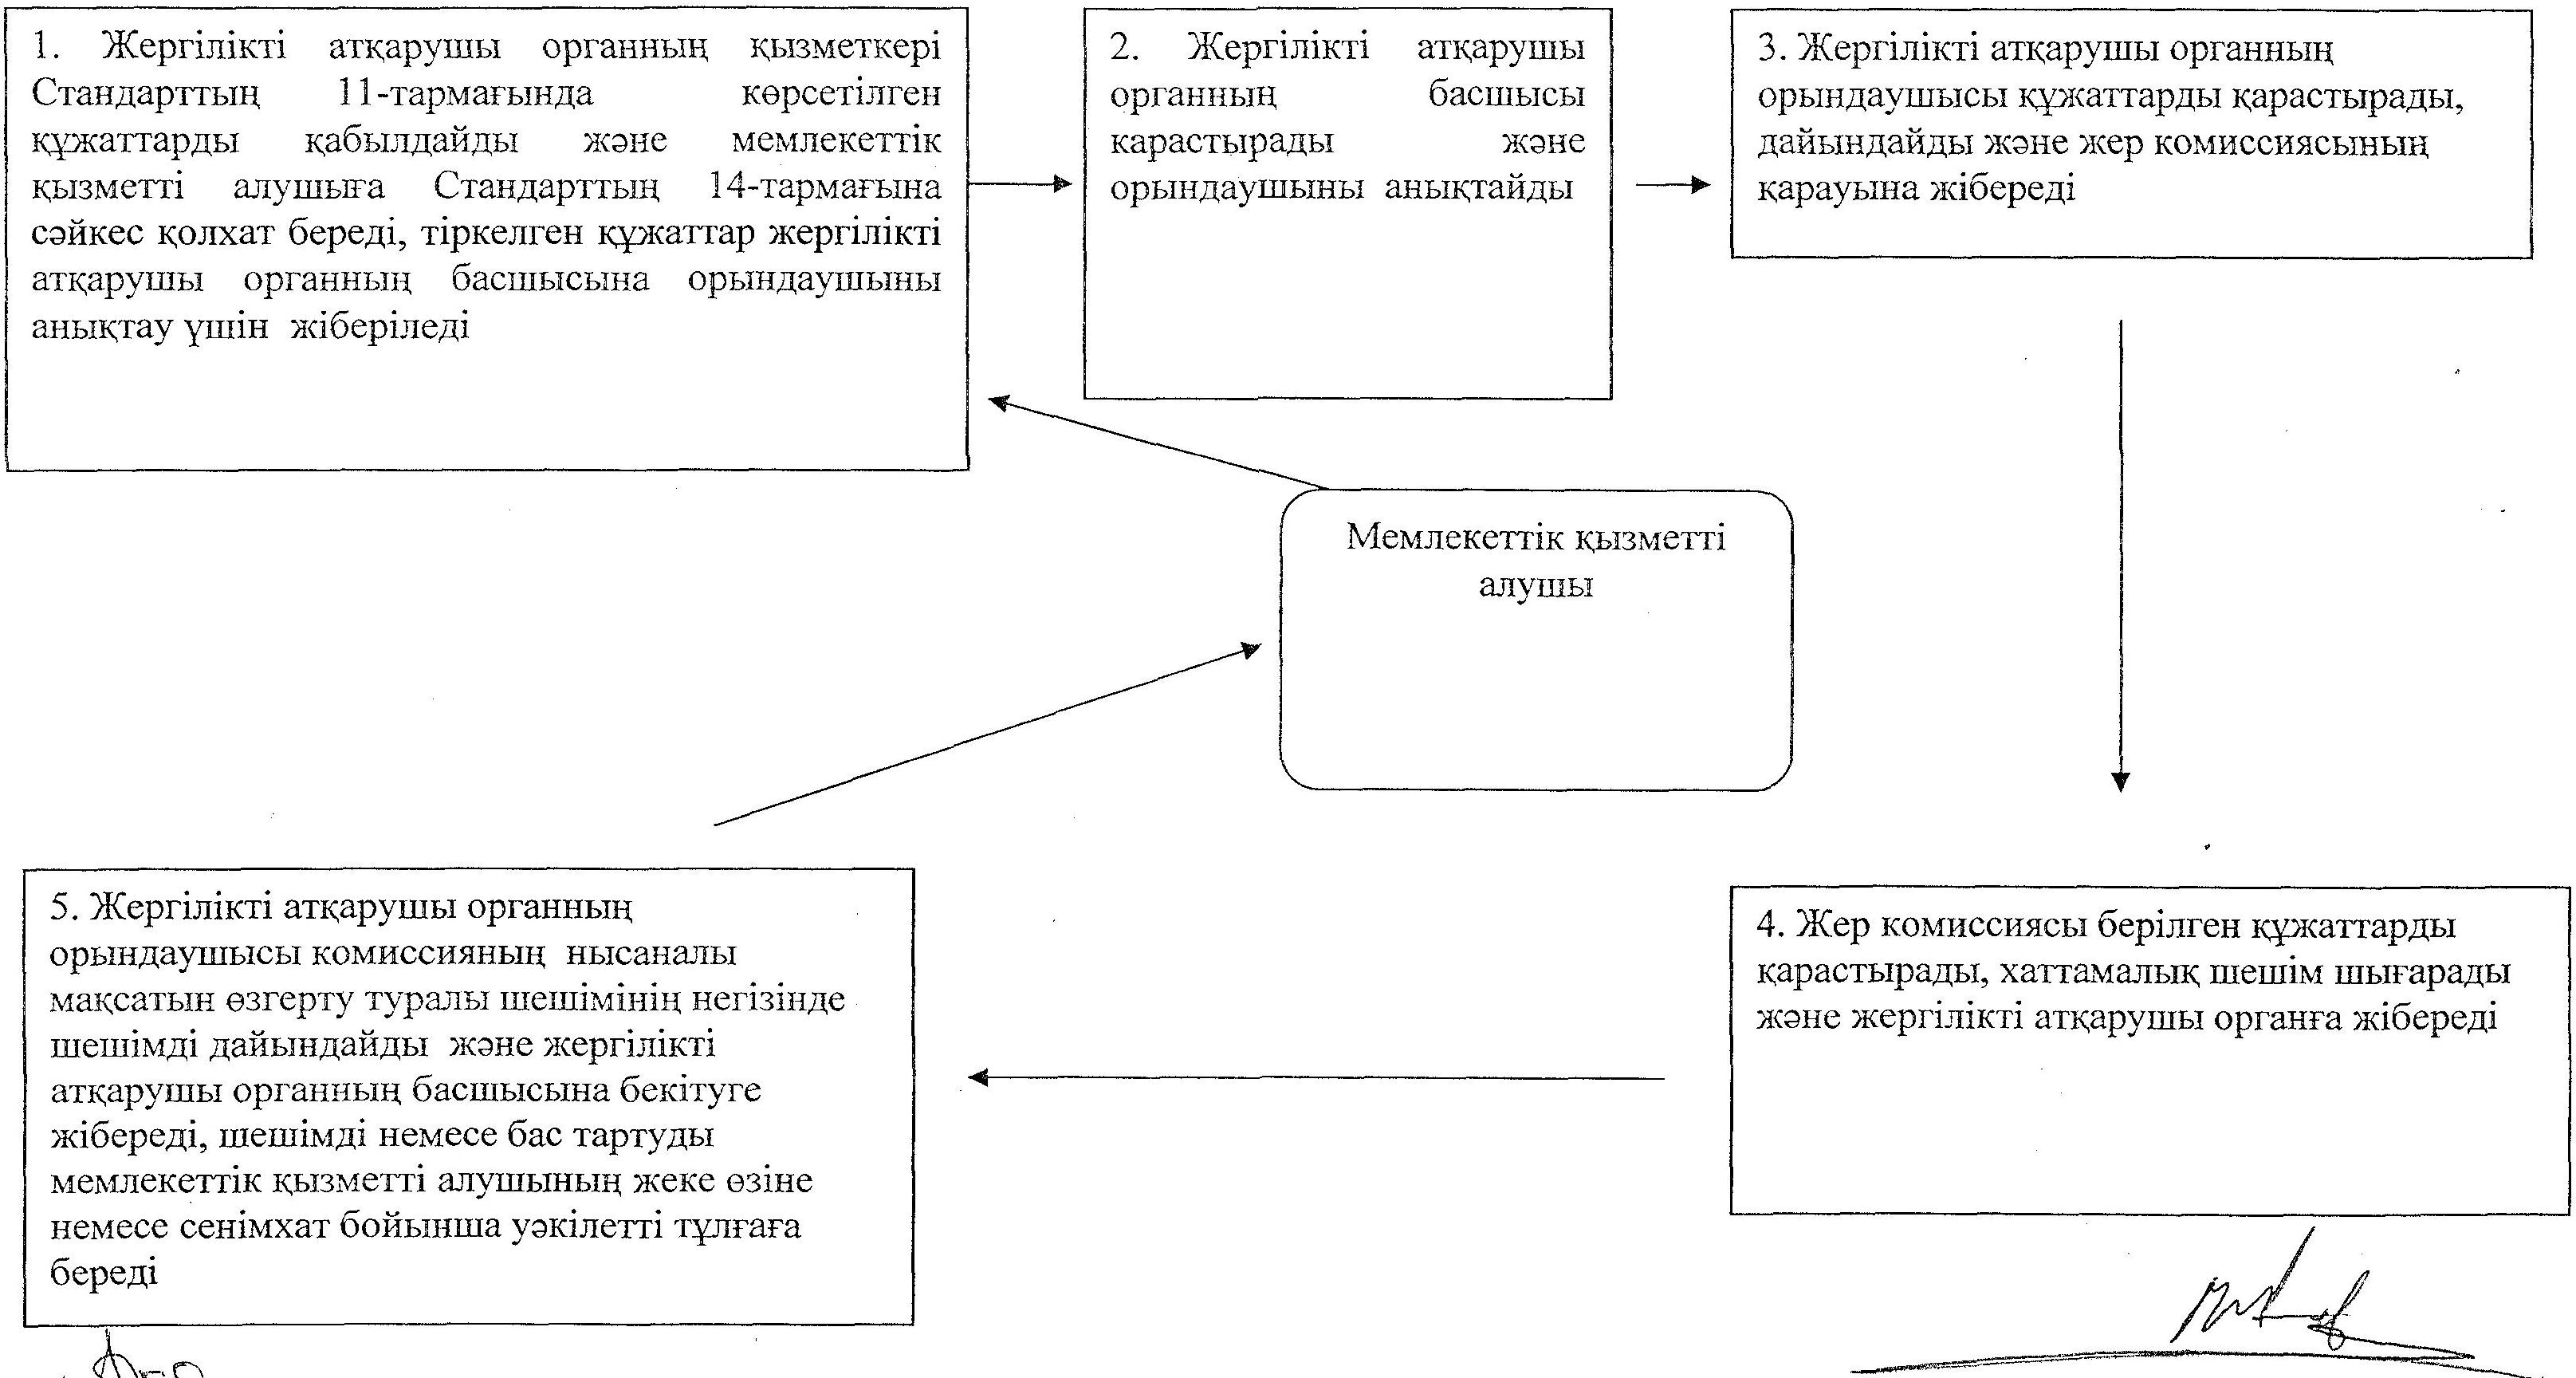 1. Жергілікті атқарушы органның қызметкері
Стандарттың 11-тармағында көрсетілген
құжаттарды қабылдайды және мемлекеттік
қызметті алушыға Стандарттың 14-тармағына
сәйкес қолхат береді, тіркелген құжаттар жергілікті
атқарушы органның басшысына орындаушыны
анықтау үшін жіберіледі
2. Жергілікті атқарушы
органның басшысы
карастырады және
орындаушыны анықтайды
3. Жергілікті атқарушы органның
орындаушысы құжаттарды қарастырады,
дайындайды және жер комиссиясының
қарауына жібереді
Мемлекеттік қызметті
алушы
4. Жер комиссиясы берілген құжаттарды
қарастырады, хаттамалық шешім шығарады
және жергілікті атқарушы органға жібереді
5. Жергілікті атқарушы органның
орындаушысы комиссияның нысаналы
мақсатын өзгерту туралы шешімінің негізінде
шешімді дайындайды және жергілікті
атқарушы органның басшысына бекітуге
жібереді, шешімді немесе бас тартуды
мемлекеттік қызметті алушының жеке өзіне
немесе сенімхат бойынша уәкілетті тұлғаға
береді